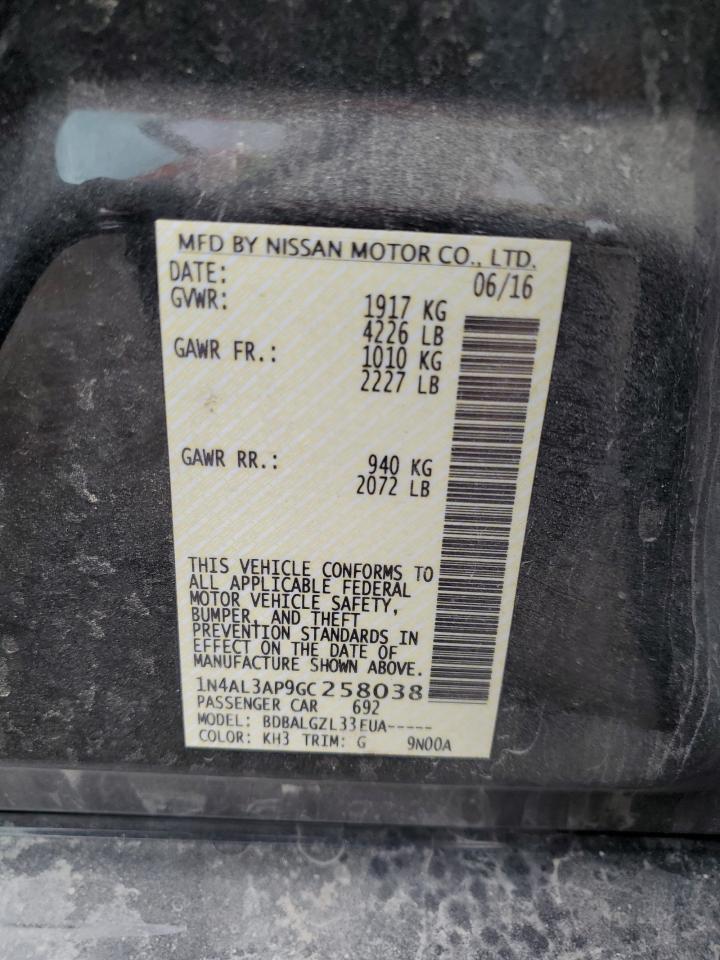 MFD BY NISSAN MOTOR CO., LTD.
DATE: 06/16
GVWR: 1917 KG
4226 LB
GAWR FR.: 1010 KG
2227 LB
GAWR RR.: 940 KG
2072 LB
THIS VEHICLE CONFORMS TO
ALL APPLICABLE FEDERAL
MOTOR VEHICLE SAFETY,
BUMPER, AND THEFT
PREVENTION STANDARDS IN
EFFECT ON THE DATE OF
MANUFACTURE SHOWN ABOVE.
1N4AL3AP9GC258038
PASSENGER CAR 692
MODEL: BDBALGZL33EUA-----
COLOR: KH3 TRIM: G 9N00A